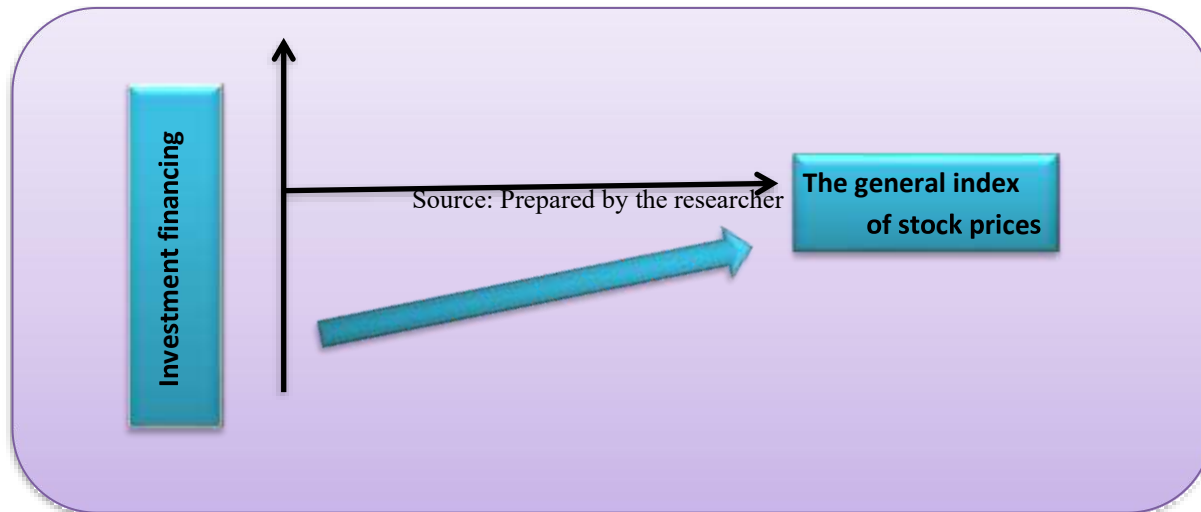 Investment financing
The general index
of stock prices
Source: Prepared by the researcher